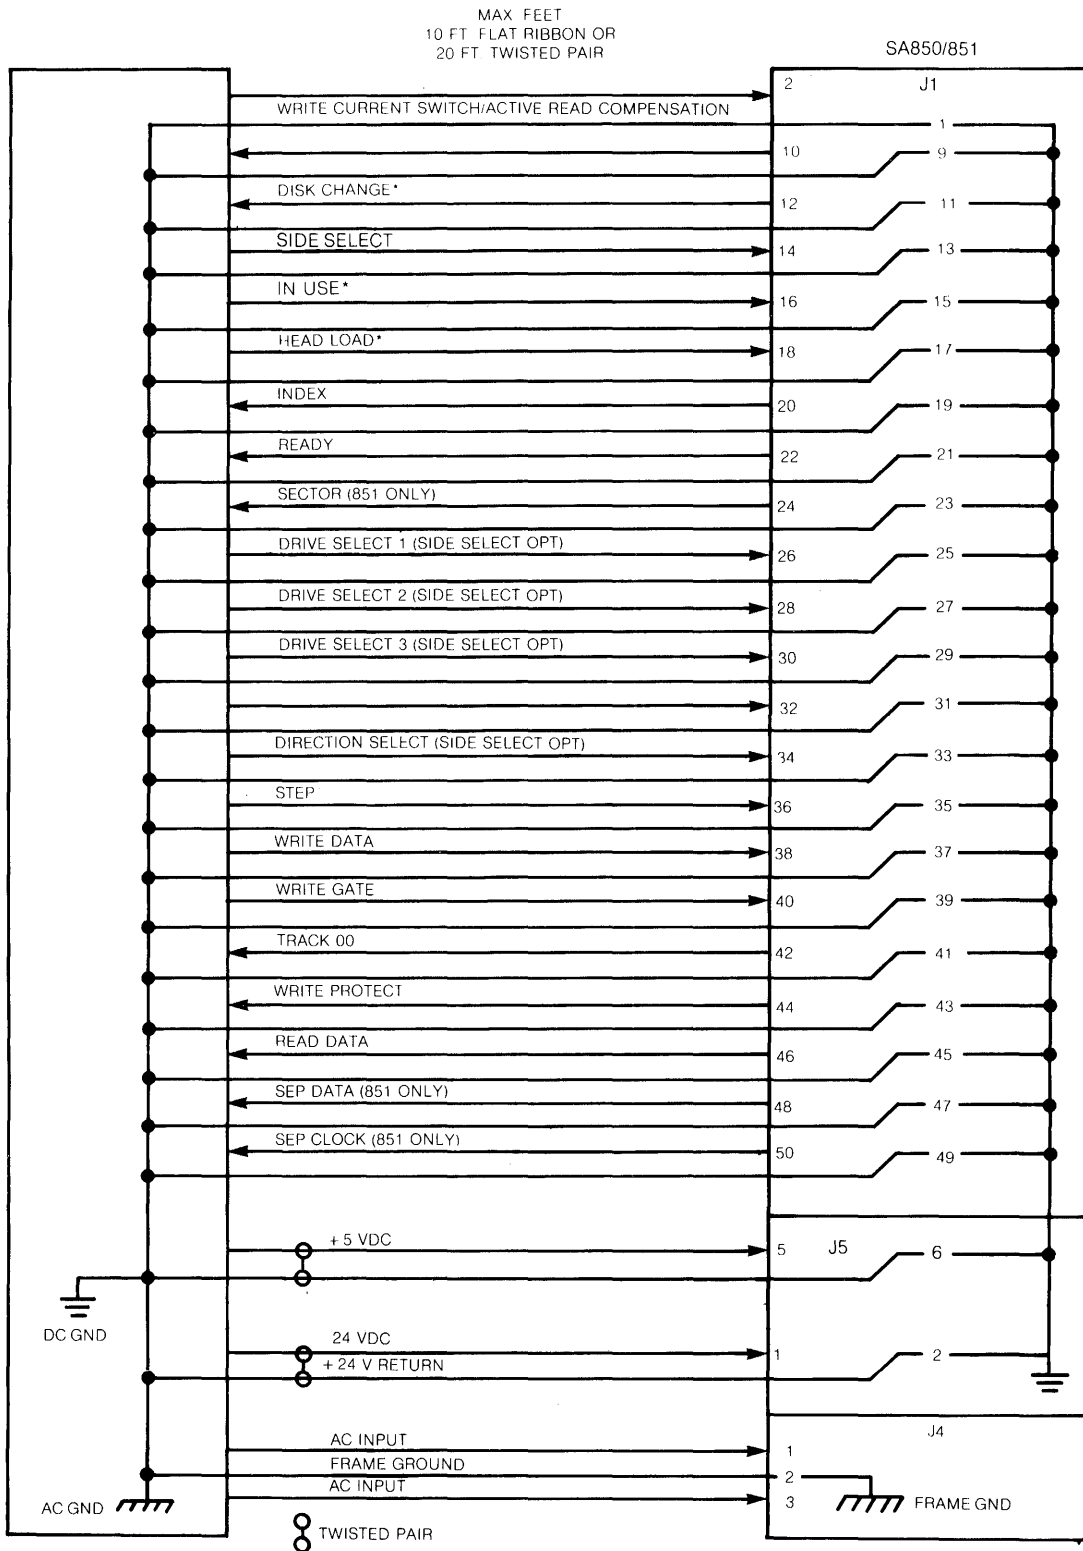 MAX FEET
10 FT. FLAT RIBBON OR
20 FT. TWISTED PAIR
SA850/851
2 J1
WRITE CURRENT SWITCH/ACTIVE READ COMPENSATION
1
10 9
DISK CHANGE*
12 11
SIDE SELECT
14 13
IN USE*
16 15
HEAD LOAD*
18 17
INDEX
20 19
READY
22 21
SECTOR (851 ONLY)
24 23
DRIVE SELECT 1 (SIDE SELECT OPT)
26 25
DRIVE SELECT 2 (SIDE SELECT OPT)
28 27
DRIVE SELECT 3 (SIDE SELECT OPT)
30 29
32 31
DIRECTION SELECT (SIDE SELECT OPT)
34 33
STEP
36 35
WRITE DATA
38 37
WRITE GATE
40 39
TRACK 00
42 41
WRITE PROTECT
44 43
READ DATA
46 45
SEP DATA (851 ONLY)
48 47
SEP CLOCK (851 ONLY)
50 49
+ 5 VDC
5 J5 6
DC GND
24 VDC
1 2
+ 24 V RETURN
J4
AC INPUT
1
FRAME GROUND
2
AC INPUT
3
AC GND
FRAME GND
TWISTED PAIR